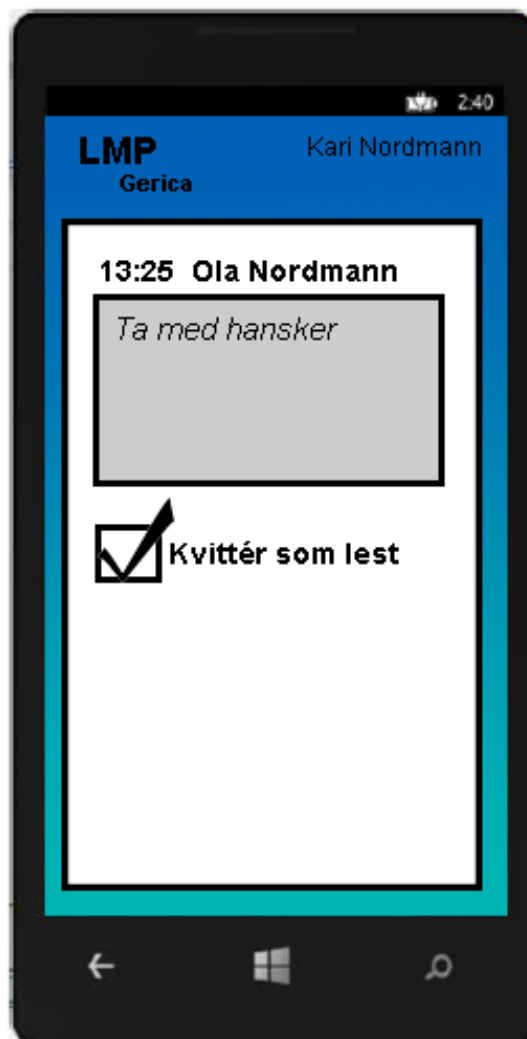 2:40
LMP Kari Nordmann
Gerica
13:25 Ola Nordmann
Ta med hansker
Kvittér som lest